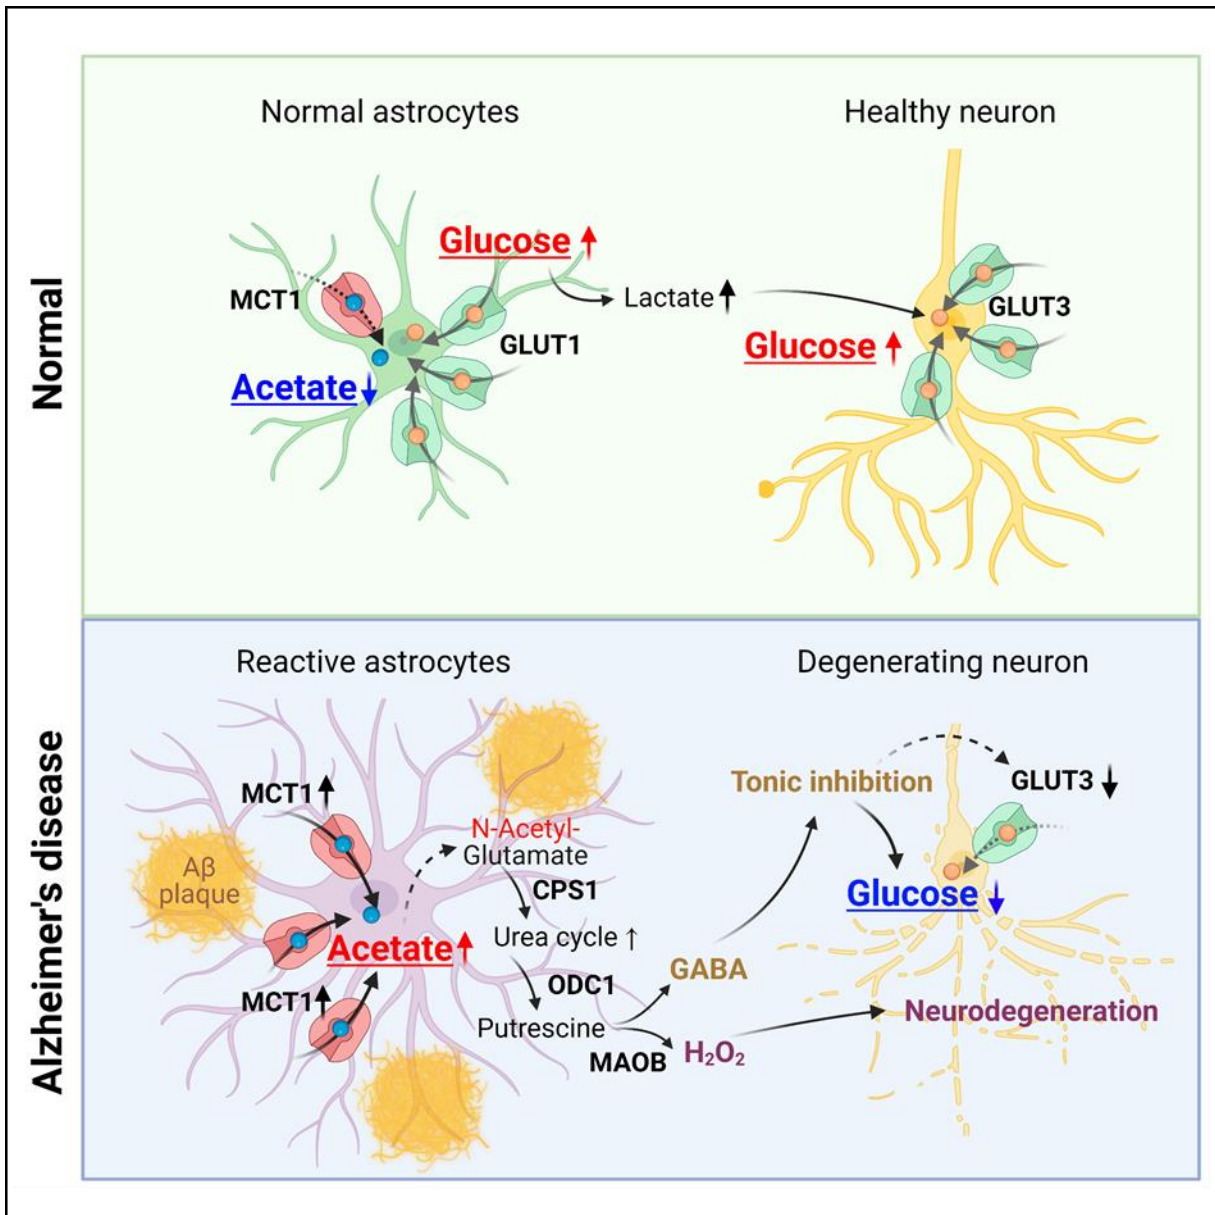 Normal
Normal astrocytes
Healthy neuron
Glucose ↑
MCT1
Lactate ↑
GLUT3
GLUT1
Glucose ↑
Acetate ↓
Alzheimer's disease
Reactive astrocytes
Degenerating neuron
MCT1 ↑
Tonic inhibition
GLUT3 ↓
N-Acetyl-
Glutamate
Aβ
plaque
CPS1
Glucose ↓
Urea cycle ↑
Acetate ↑
GABA
ODC1
MCT1 ↑
Neurodegeneration
Putrescine
MAOB
H₂O₂